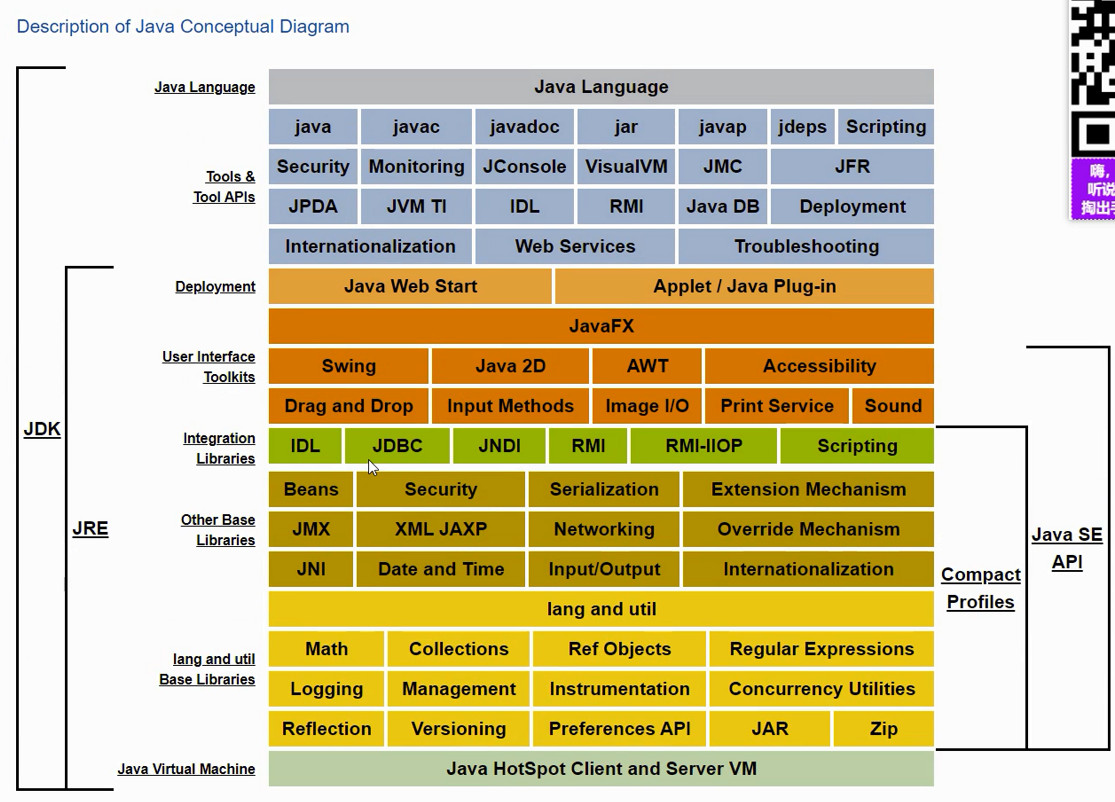 Description of Java Conceptual Diagram
Java Language
Java Language
java javac javadoc jar javap jdeps Scripting
Tools &
Tool APIs
Security Monitoring JConsole VisualVM JMC JFR
JPDA JVM TI IDL RMI Java DB Deployment
Internationalization Web Services Troubleshooting
Deployment
Java Web Start Applet / Java Plug-in
JavaFX
User Interface
Toolkits
Swing Java 2D AWT Accessibility
Drag and Drop Input Methods Image I/O Print Service Sound
Integration
Libraries
IDL JDBC JNDI RMI RMI-IIOP Scripting
Beans Security Serialization Extension Mechanism
Other Base
Libraries
JMX XML JAXP Networking Override Mechanism
JNI Date and Time Input/Output Internationalization
lang and util
lang and util
Base Libraries
Math Collections Ref Objects Regular Expressions
Logging Management Instrumentation Concurrency Utilities
Reflection Versioning Preferences API JAR Zip
Java Virtual Machine
Java HotSpot Client and Server VM
JDK
JRE
Compact
Profiles
Java SE
API
嗨,
听说
掏出